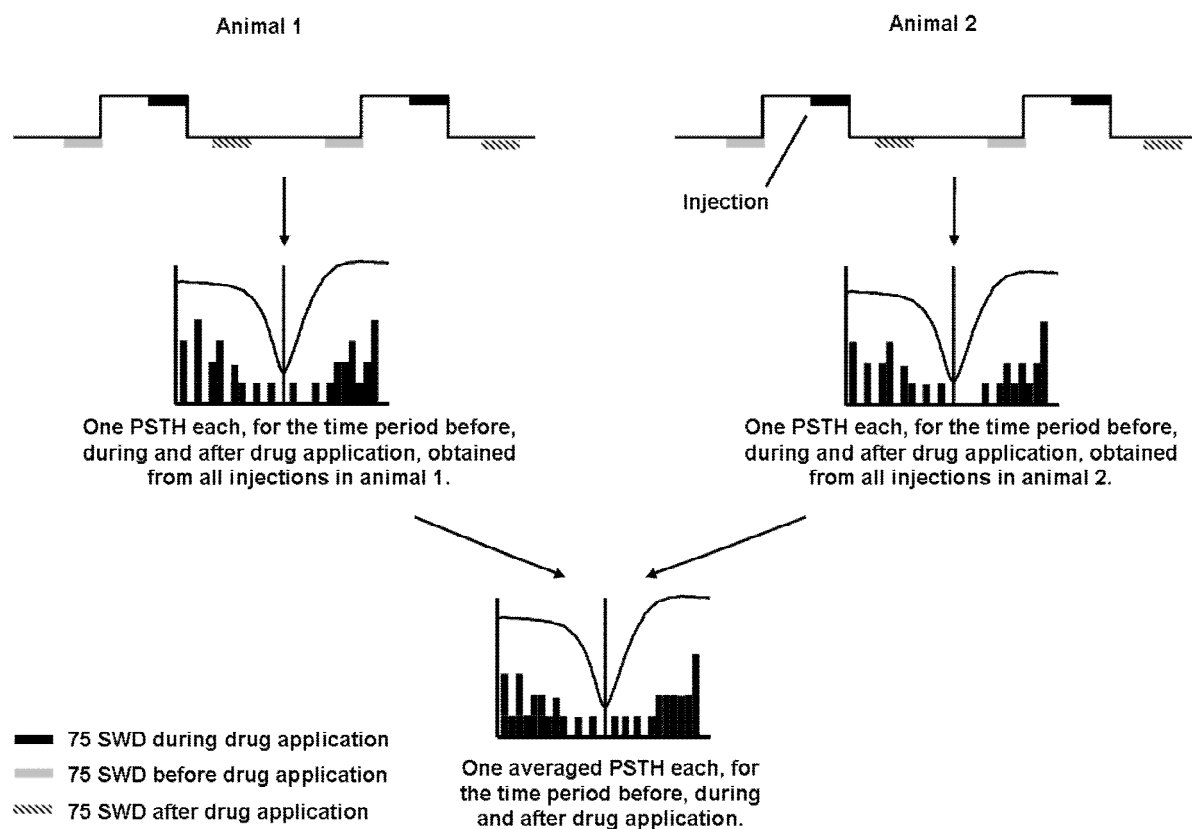 Animal 1
Animal 2
Injection
One PSTH each, for the time period before,
during and after drug application, obtained
from all injections in animal 1.
One PSTH each, for the time period before,
during and after drug application, obtained
from all injections in animal 2.
75 SWD during drug application
75 SWD before drug application
75 SWD after drug application
One averaged PSTH each, for
the time period before, during
and after drug application.